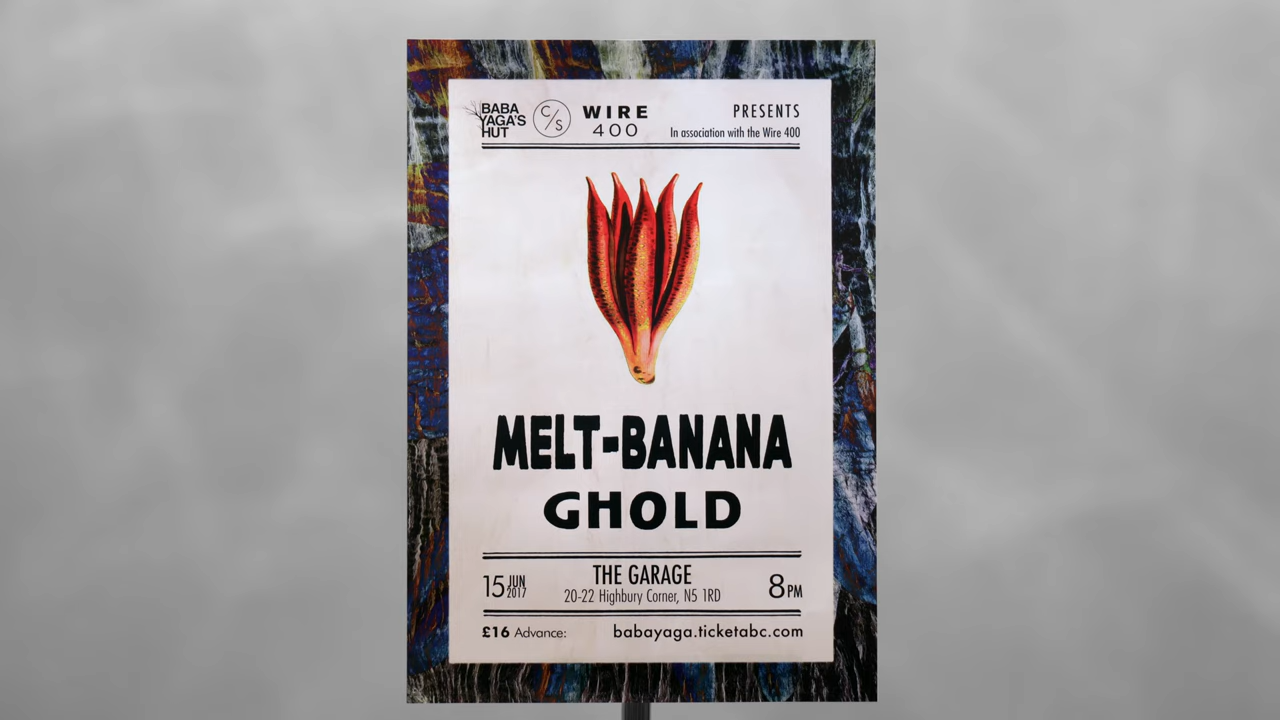 BABA YAGA'S HUT
C/S
WIRE 400
PRESENTS
In association with the Wire 400
MELT-BANANA
GHOLD
15 JUN 2017
THE GARAGE
20-22 Highbury Corner, N5 1RD
8PM
£16 Advance:
babayaga.ticketabc.com